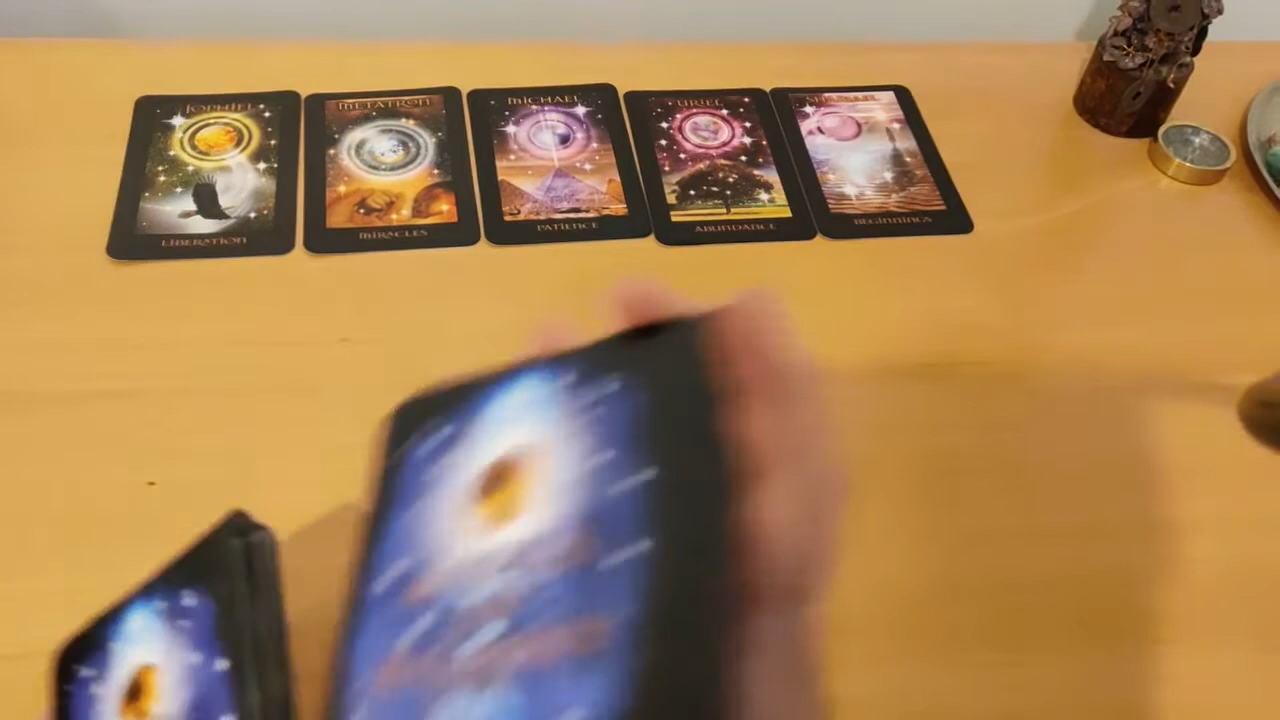 JOPHIEL
LIBERATION
METATRON
MIRACLES
MICHAEL
PATIENCE
URIEL
ABUNDANCE
BEGINNINGS